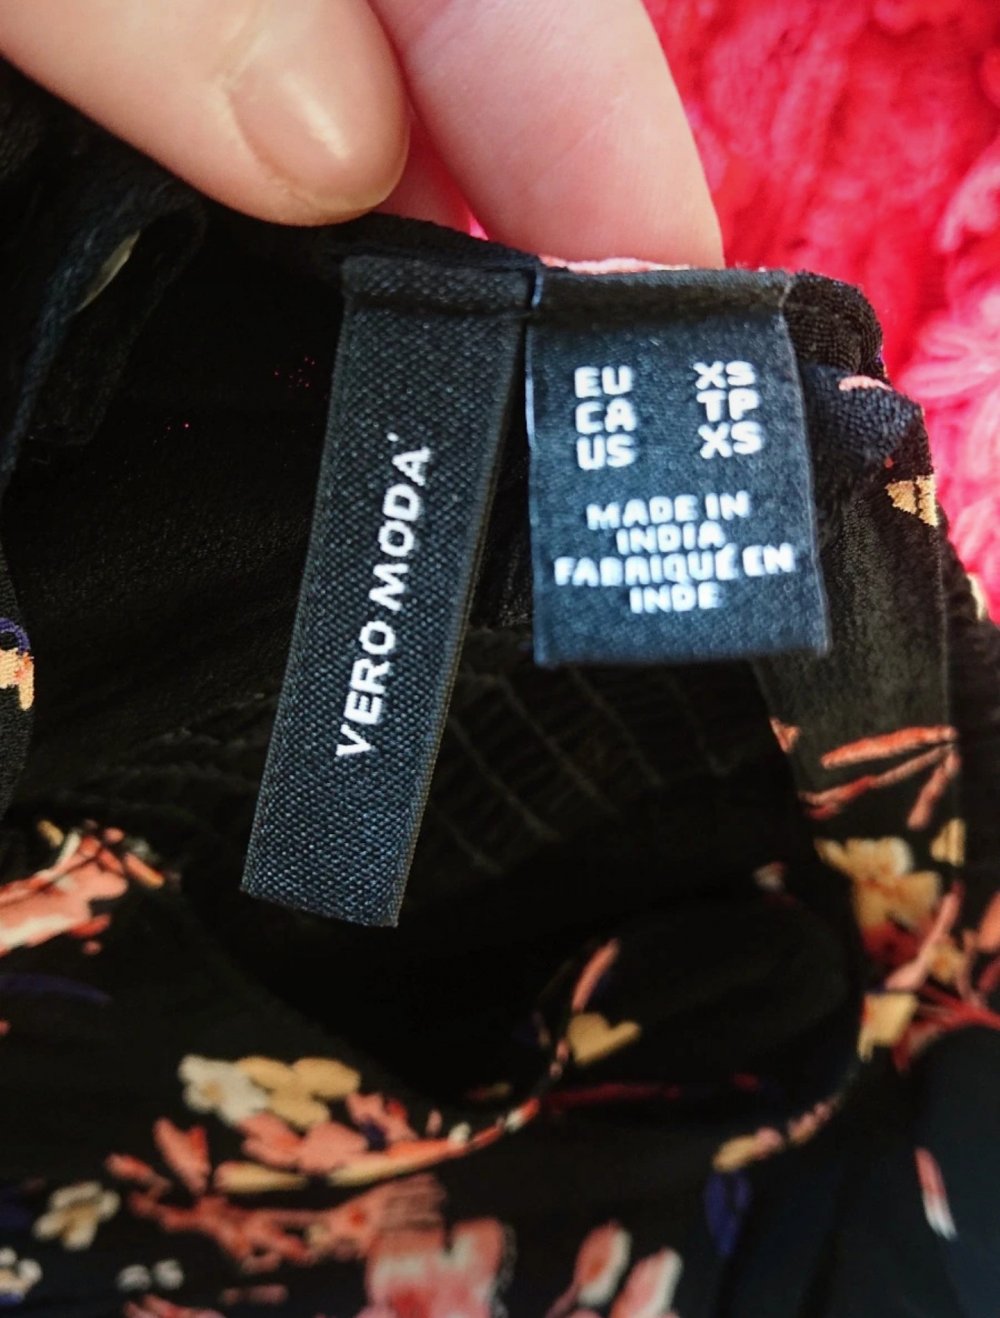 VERO MODA
EU XS
CA TP
US XS
MADE IN
INDIA
FABRIQUÉ EN
INDE